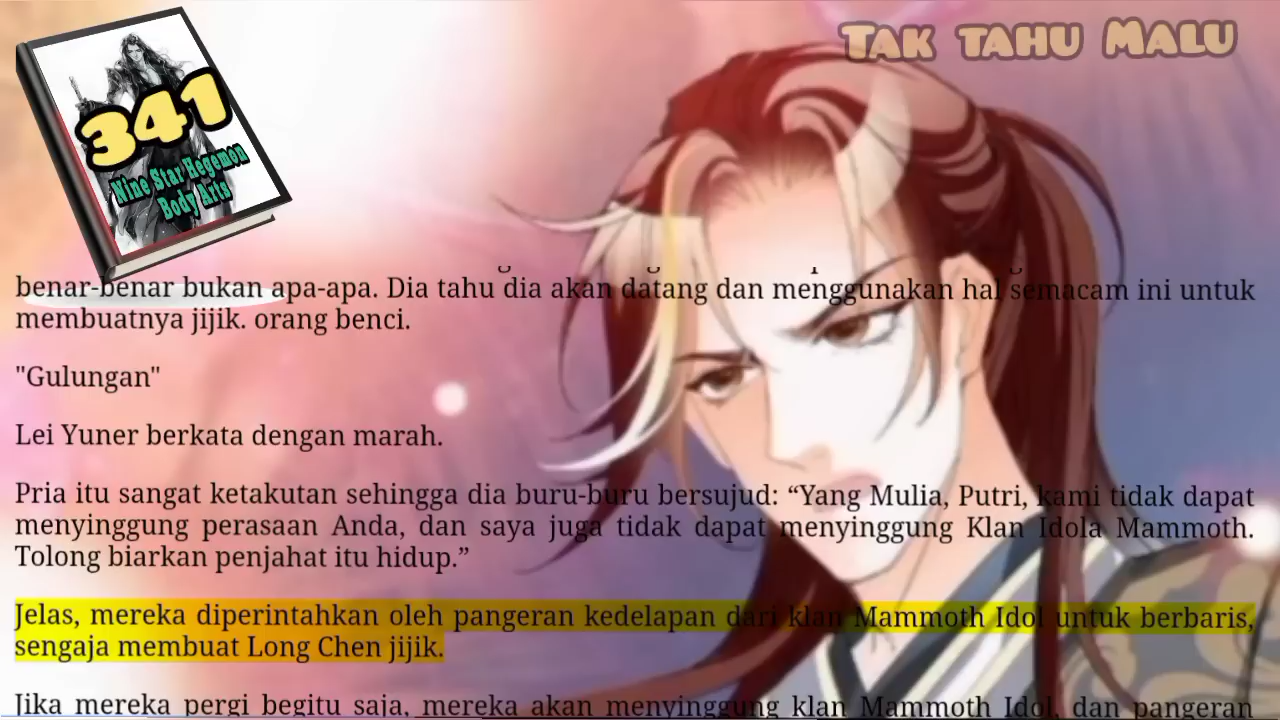 Tak tahu Malu
341
Nine Star Hegemon
Body Arts
benar-benar bukan apa-apa. Dia tahu dia akan datang dan menggunakan hal semacam ini untuk
membuatnya jijik. orang benci.
"Gulungan"
Lei Yuner berkata dengan marah.
Pria itu sangat ketakutan sehingga dia buru-buru bersujud: “Yang Mulia, Putri, kami tidak dapat
menyinggung perasaan Anda, dan saya juga tidak dapat menyinggung Klan Idola Mammoth.
Tolong biarkan penjahat itu hidup.”
Jelas, mereka diperintahkan oleh pangeran kedelapan dari klan Mammoth Idol untuk berbaris,
sengaja membuat Long Chen jijik.
Jika mereka pergi begitu saja, mereka akan menyinggung klan Mammoth Idol, dan pangeran